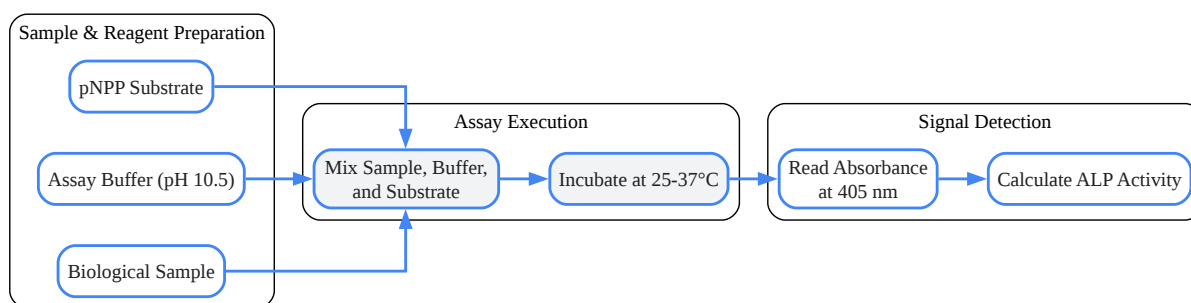 Sample & Reagent Preparation
pNPP Substrate
Assay Buffer (pH 10.5)
Biological Sample
Assay Execution
Mix Sample, Buffer,
and Substrate
Incubate at 25-37°C
Signal Detection
Read Absorbance
at 405 nm
Calculate ALP Activity